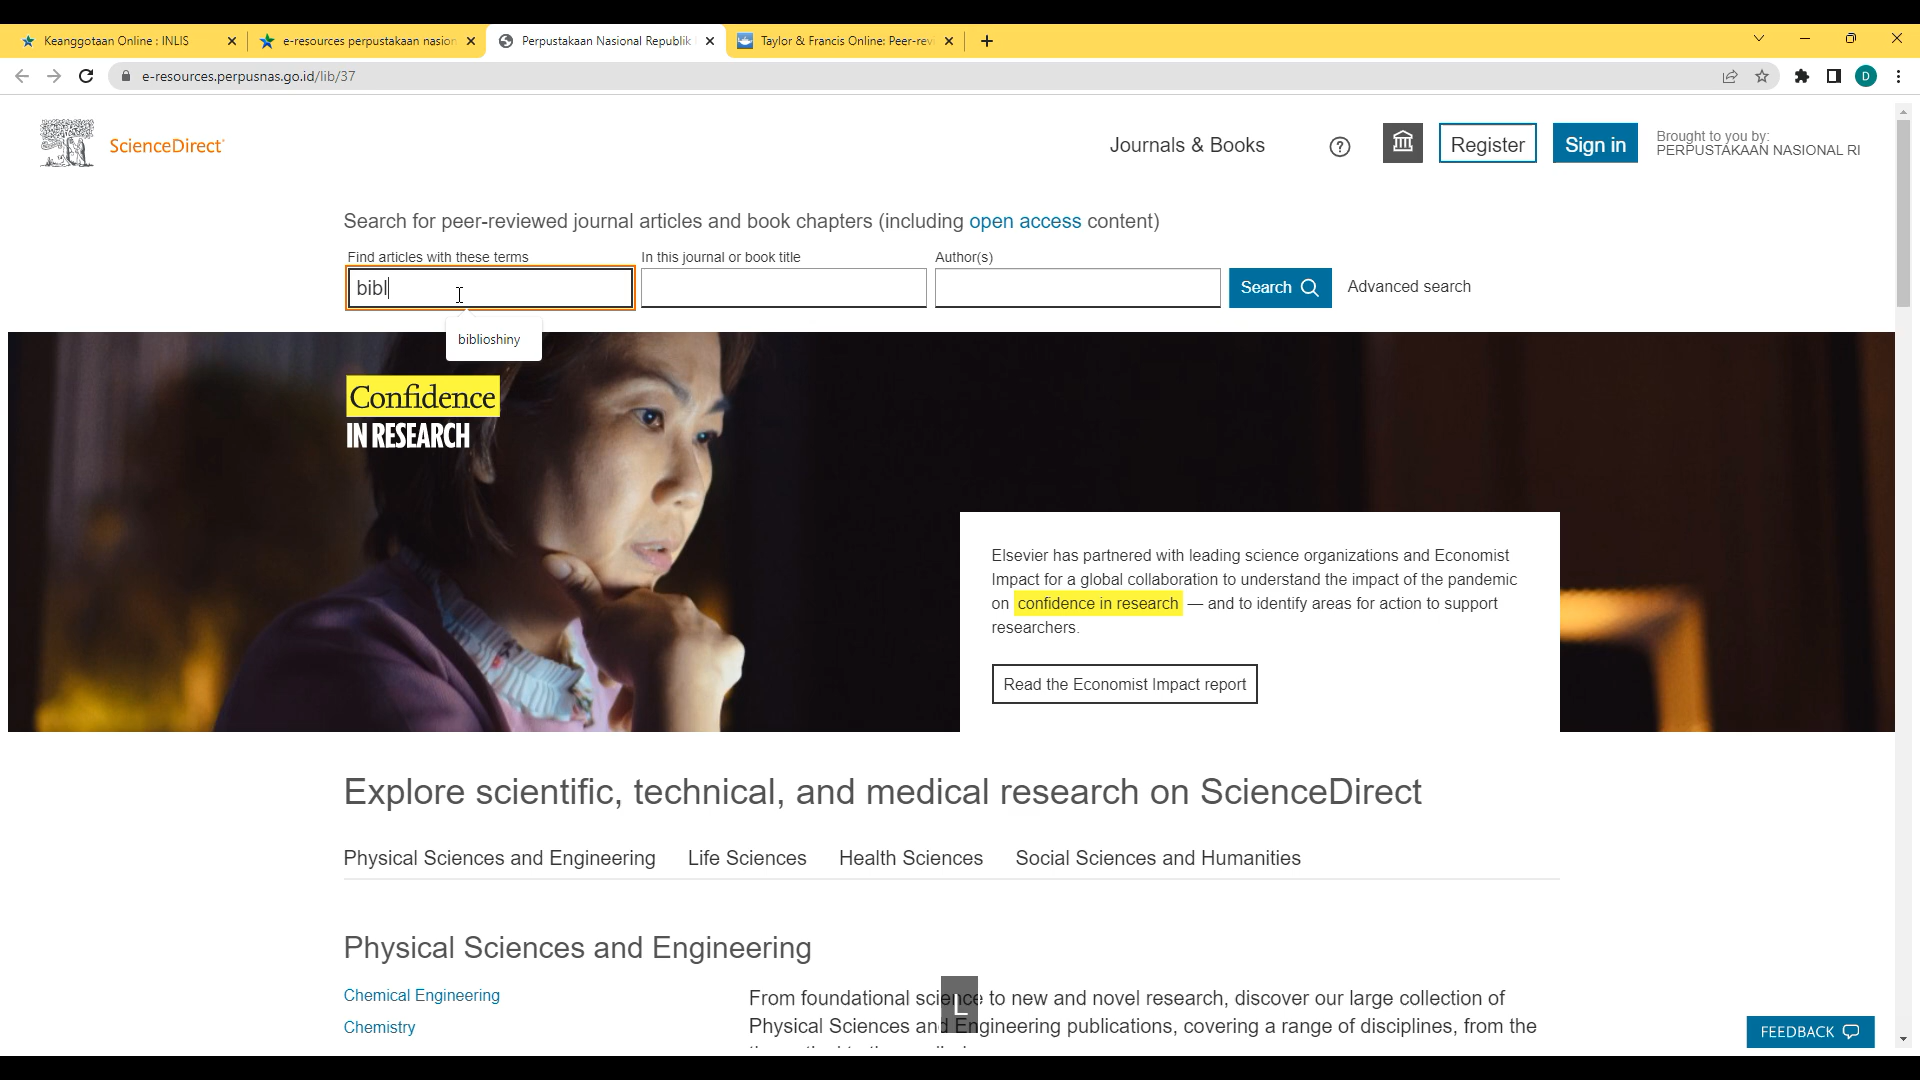 Keanggotaan Online : INLIS
e-resources perpustakaan nasion
Perpustakaan Nasional Republik
Taylor & Francis Online: Peer-rev
e-resources.perpusnas.go.id/lib/37
D
ScienceDirect
Journals & Books
?
Register
Sign in
Brought to you by:
PERPUSTAKAAN NASIONAL RI
Search for peer-reviewed journal articles and book chapters (including open access content)
Find articles with these terms
In this journal or book title
Author(s)
bibl
Search
Advanced search
biblioshiny
Confidence
IN RESEARCH
Elsevier has partnered with leading science organizations and Economist
Impact for a global collaboration to understand the impact of the pandemic
on confidence in research — and to identify areas for action to support
researchers.
Read the Economist Impact report
Explore scientific, technical, and medical research on ScienceDirect
Physical Sciences and Engineering
Life Sciences
Health Sciences
Social Sciences and Humanities
Physical Sciences and Engineering
Chemical Engineering
Chemistry
From foundational science to new and novel research, discover our large collection of
Physical Sciences and Engineering publications, covering a range of disciplines, from the
L
FEEDBACK